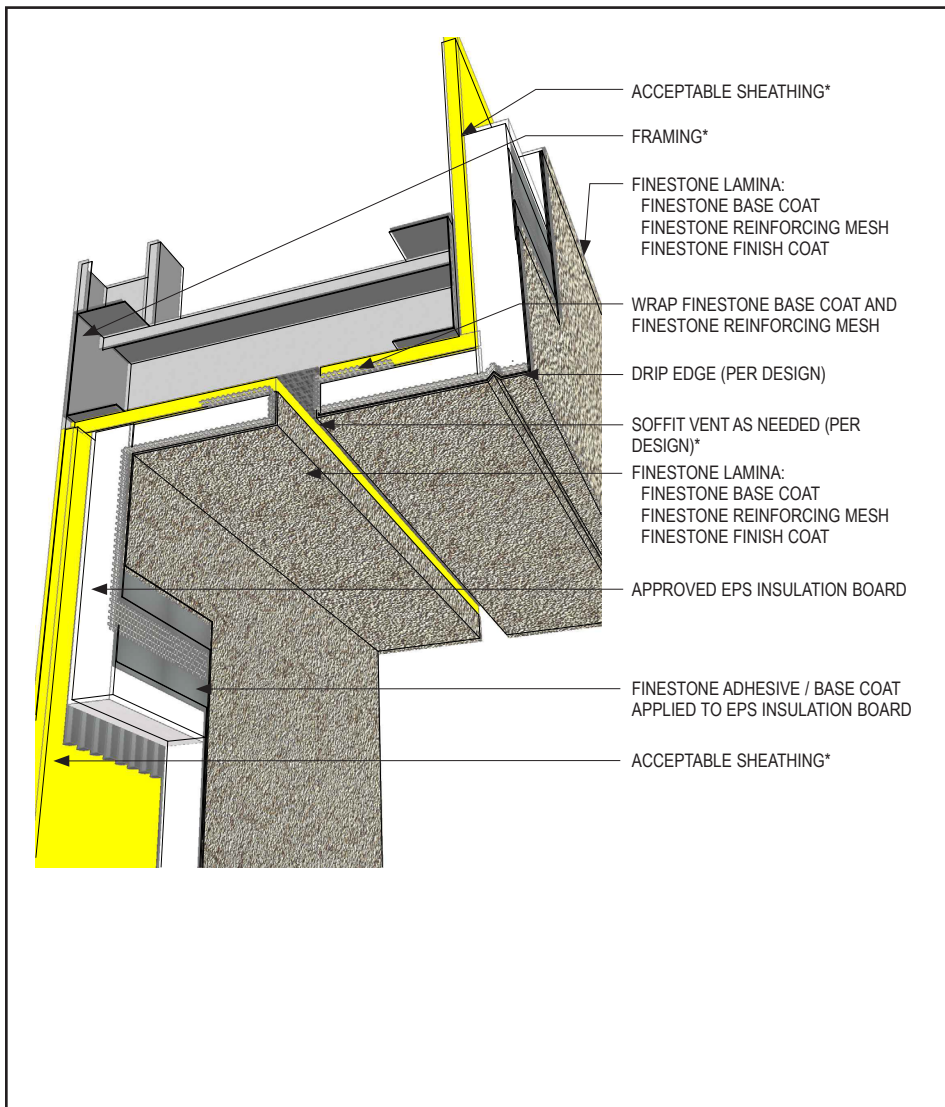 ACCEPTABLE SHEATHING*
FRAMING*
FINESTONE LAMINA:
FINESTONE BASE COAT
FINESTONE REINFORCING MESH
FINESTONE FINISH COAT
WRAP FINESTONE BASE COAT AND
FINESTONE REINFORCING MESH
DRIP EDGE (PER DESIGN)
SOFFIT VENT AS NEEDED (PER
DESIGN)*
FINESTONE LAMINA:
FINESTONE BASE COAT
FINESTONE REINFORCING MESH
FINESTONE FINISH COAT
APPROVED EPS INSULATION BOARD
FINESTONE ADHESIVE / BASE COAT
APPLIED TO EPS INSULATION BOARD
ACCEPTABLE SHEATHING*